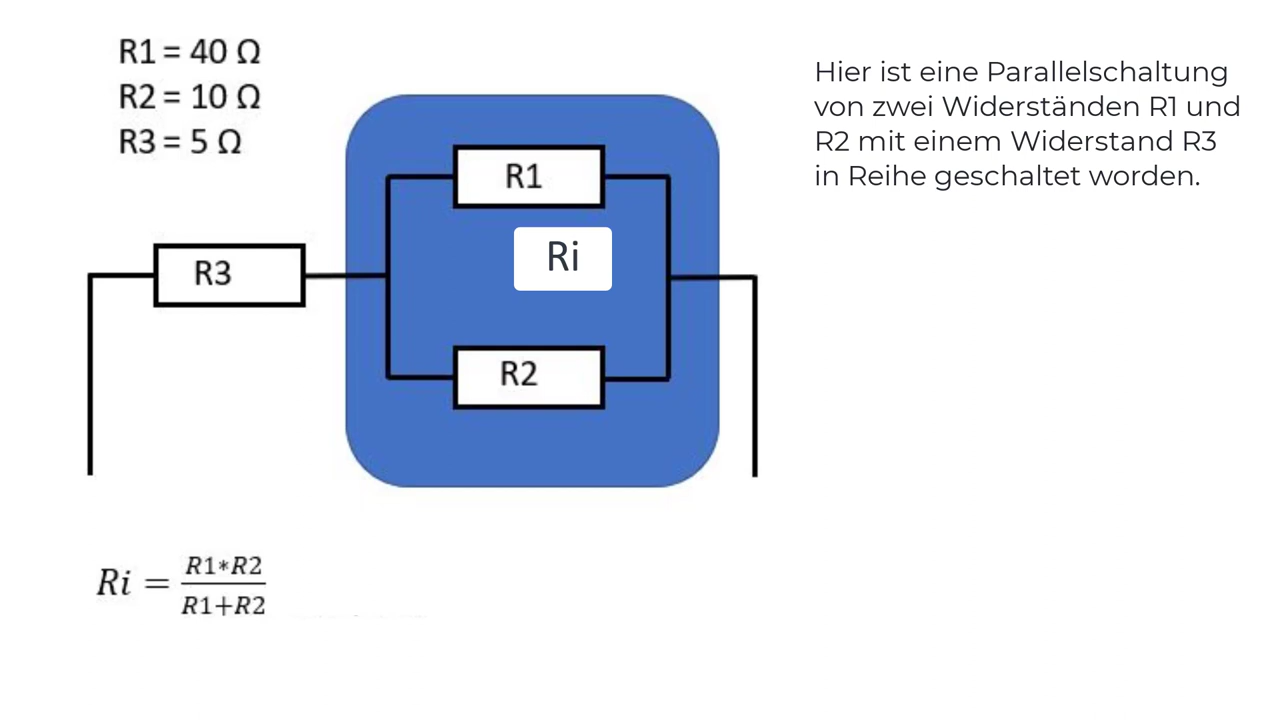 R1 = 40 Ω
R2 = 10 Ω
R3 = 5 Ω
Hier ist eine Parallelschaltung
von zwei Widerständen R1 und
R2 mit einem Widerstand R3
in Reihe geschaltet worden.
R1
Ri
R3
R2
Ri = R1*R2 / R1+R2